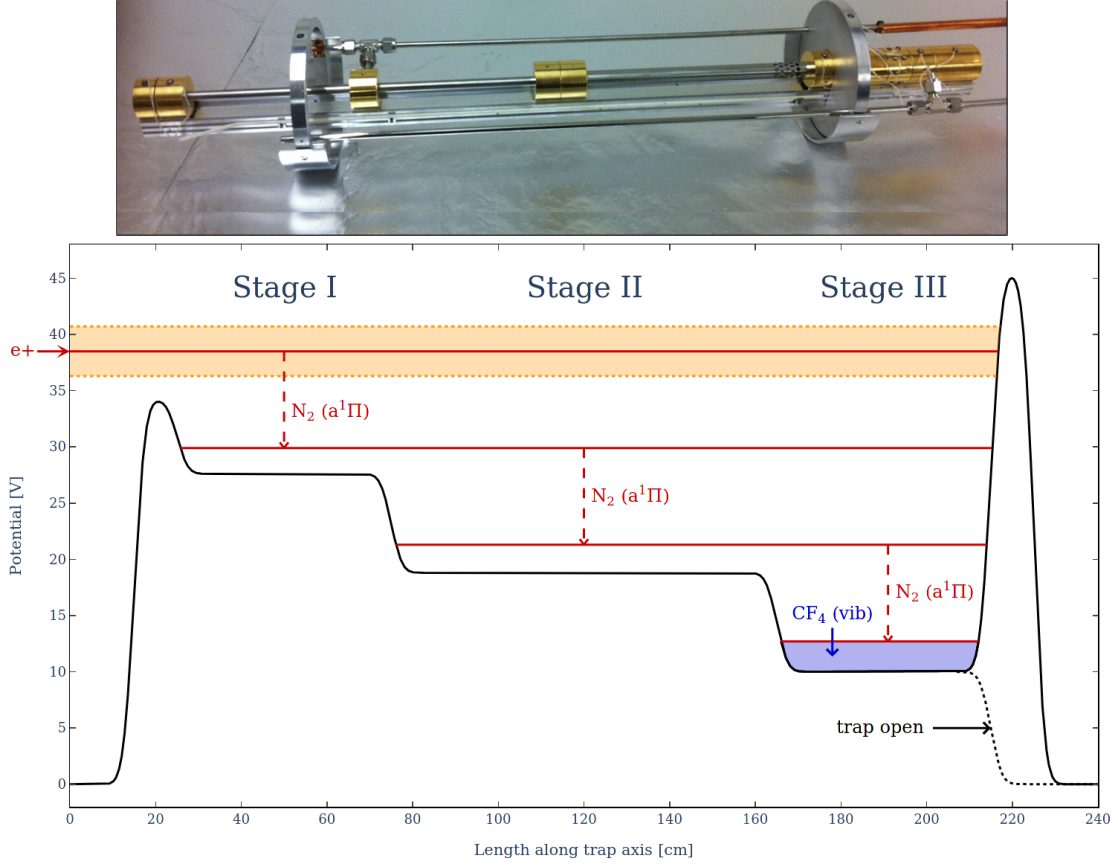 Stage I
Stage II
Stage III
45
40
e+
35
N₂ (a¹Π)
30
N₂ (a¹Π)
25
20
N₂ (a¹Π)
CF₄ (vib)
15
10
trap open
5
0
Potential [V]
0 20 40 60 80 100 120 140 160 180 200 220 240
Length along trap axis [cm]